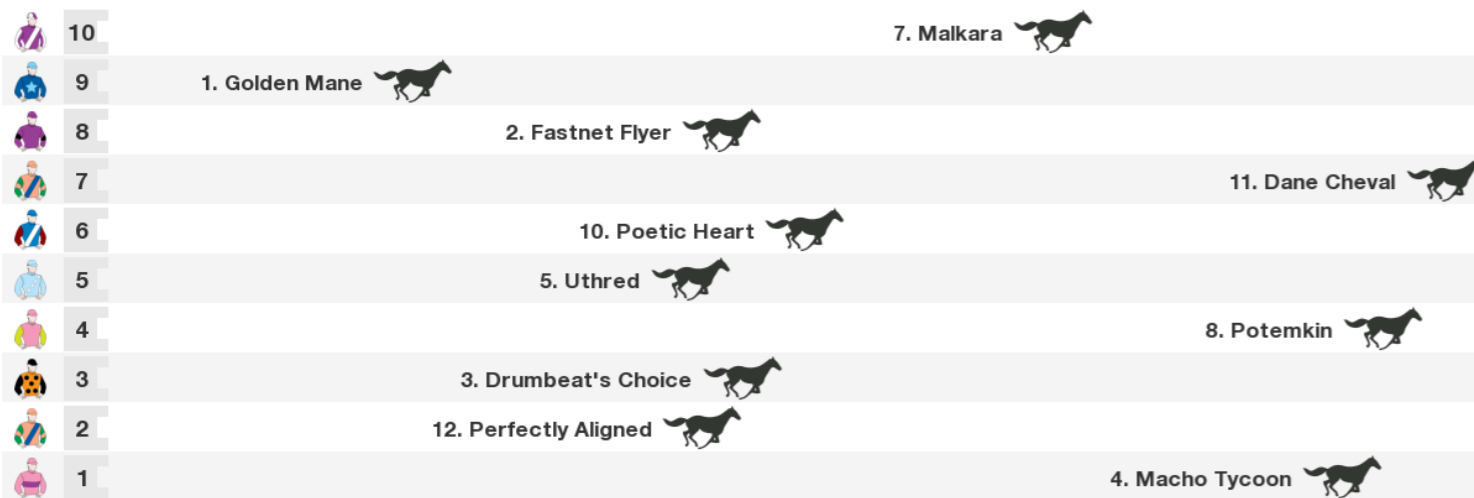 10 7. Malkara
9 1. Golden Mane
8 2. Fastnet Flyer
7 11. Dane Cheval
6 10. Poetic Heart
5 5. Uthred
4 8. Potemkin
3 3. Drumbeat's Choice
2 12. Perfectly Aligned
1 4. Macho Tycoon